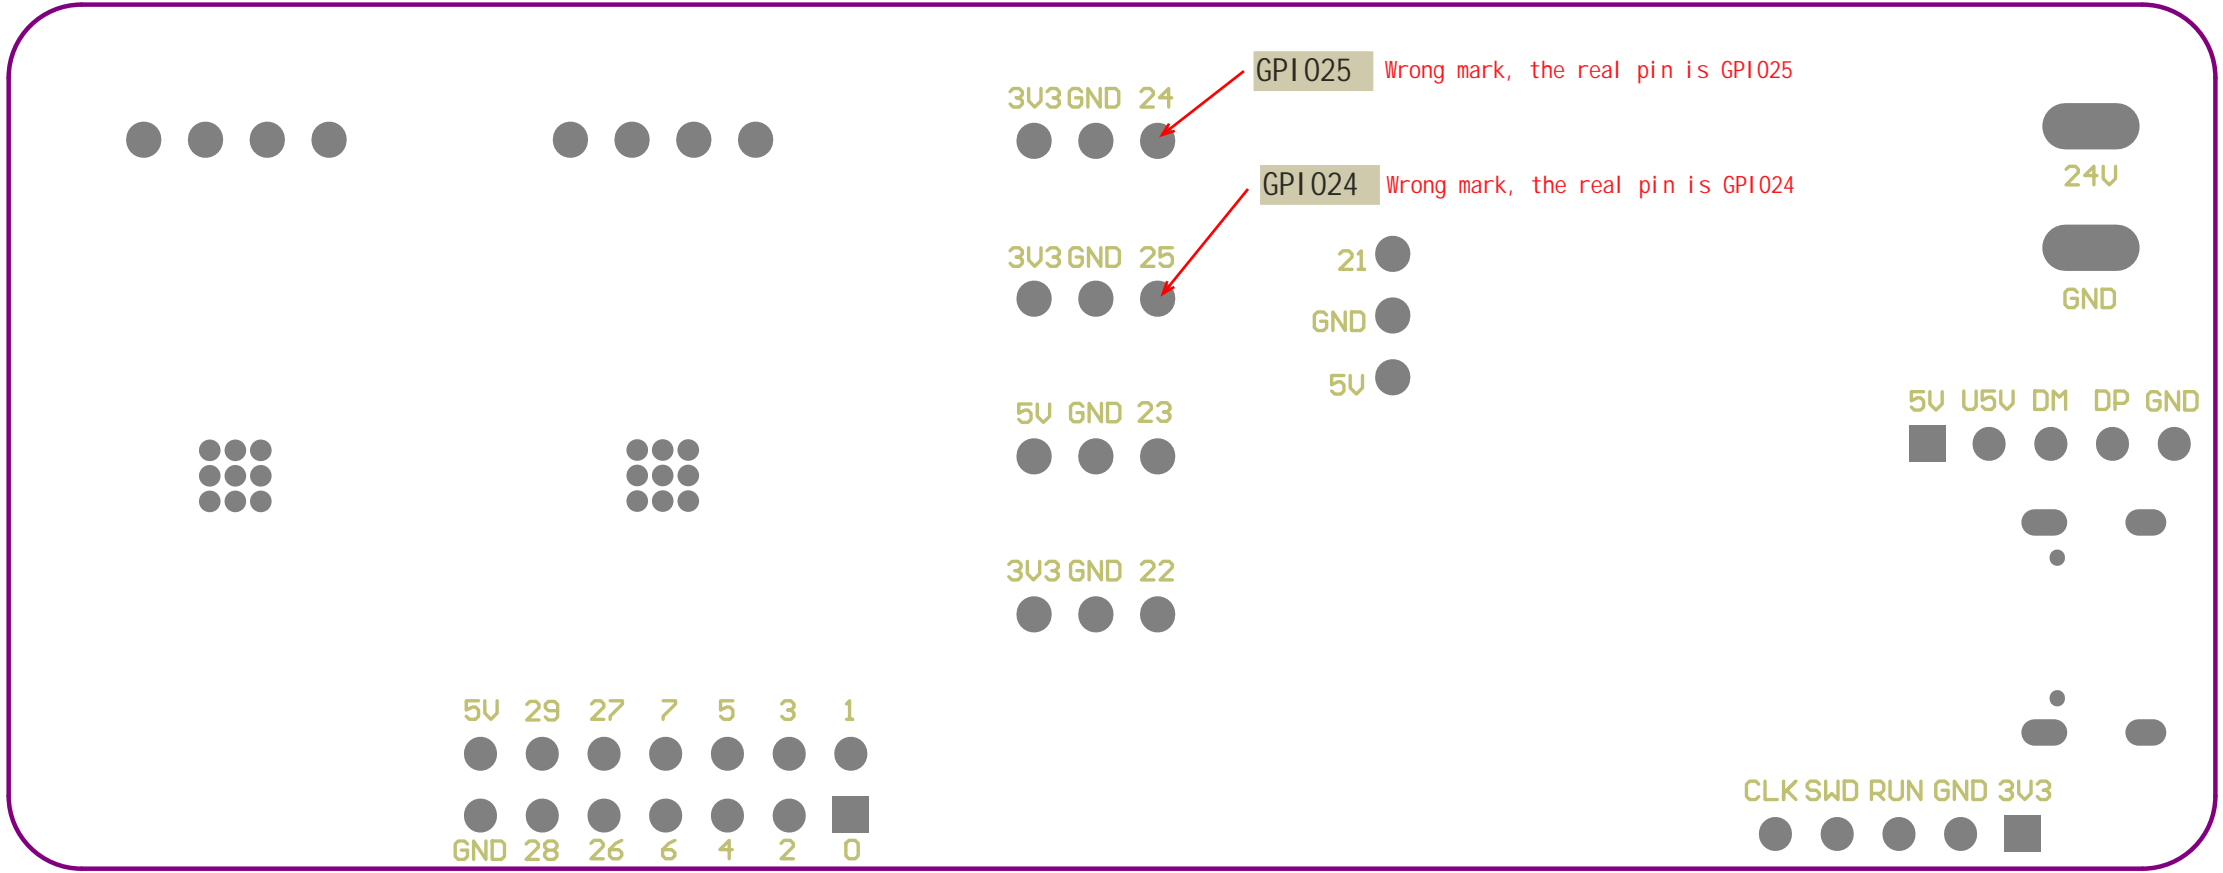 GPIO25 Wrong mark, the real pin is GPIO25
3V3 GND 24
24V
GPIO24 Wrong mark, the real pin is GPIO24
3V3 GND 25
21
GND
GND
5V
5V GND 23
5V U5V DM DP GND
3V3 GND 22
5V 29 27 7 5 3 1
GND 28 26 6 4 2 0
CLK SWD RUN GND 3V3